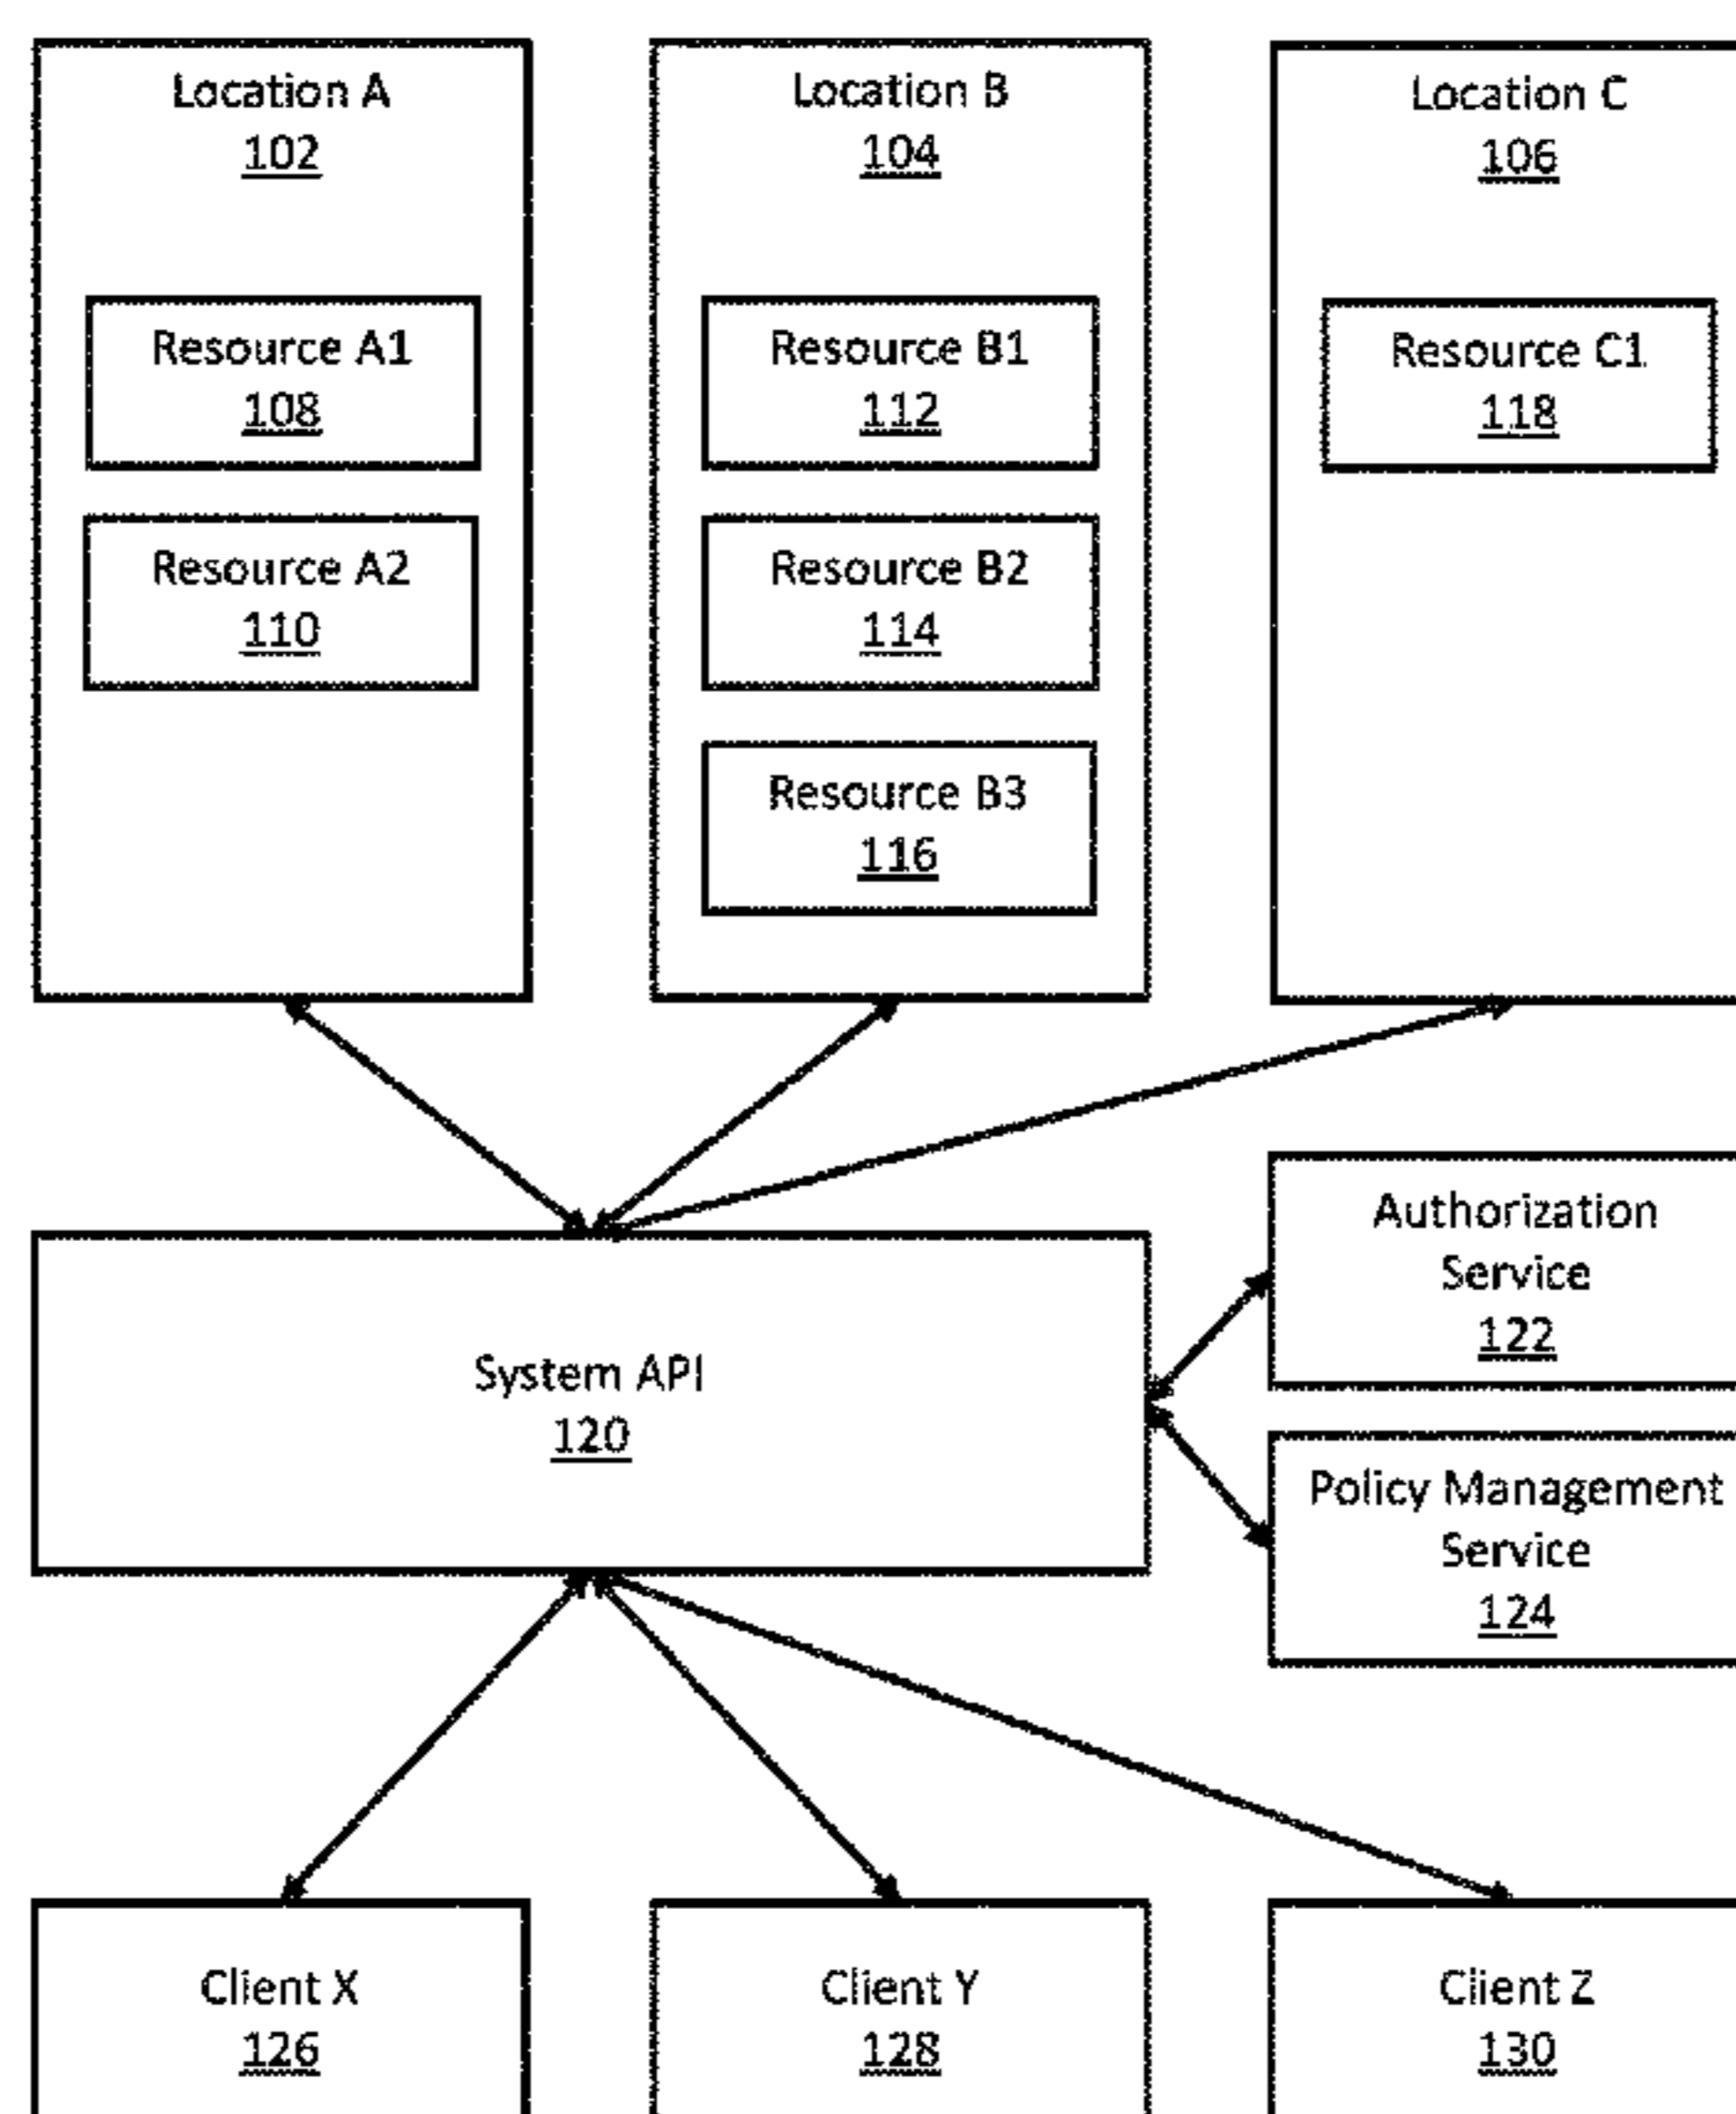 Location A
102
Location B
104
Location C
106
Resource A1
108
Resource B1
112
Resource C1
118
Resource A2
110
Resource B2
114
Resource B3
116
Authorization
Service
122
System API
120
Policy Management
Service
124
Client X
126
Client Y
128
Client Z
130